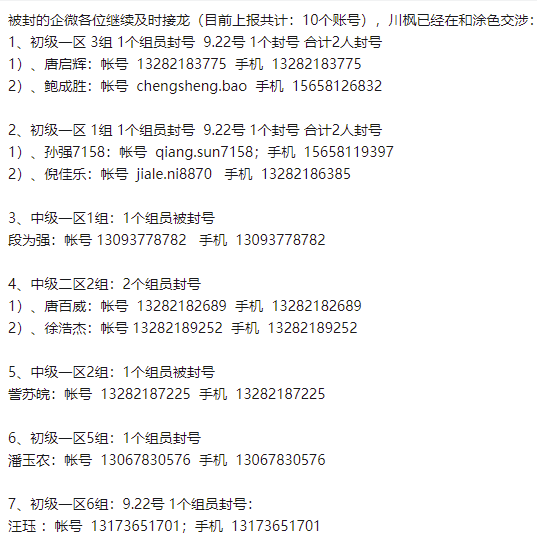 被封的企微各位继续及时接龙（目前上报共计：10个账号），川枫已经在和涂色交涉：
1、初级一区 3组 1个组员封号  9.22号 1个封号 合计2人封号
1）、唐启辉：帐号  13282183775  手机  13282183775
2）、鲍成胜：帐号  chengsheng.bao  手机  15658126832
2、初级一区 1组 1个组员封号  9.22号 1个封号 合计2人封号
1）、孙强7158：帐号  qiang.sun7158；手机  15658119397
2）、倪佳乐：帐号  jiale.ni8870   手机  13282186385
3、中级一区1组：1个组员被封号
段为强：帐号 13093778782   手机  13093778782
4、中级二区2组：2个组员封号
1）、唐百威：帐号  13282182689  手机  13282182689
2）、徐浩杰：帐号 13282189252  手机  13282189252
5、中级一区2组：1个组员被封号
訾苏皖：帐号  13282187225  手机  13282187225
6、初级一区5组：1个组员封号
潘玉农：帐号  13067830576  手机  13067830576
7、初级一区6组：9.22号 1个组员封号：
汪珏 ：帐号  13173651701；手机  13173651701